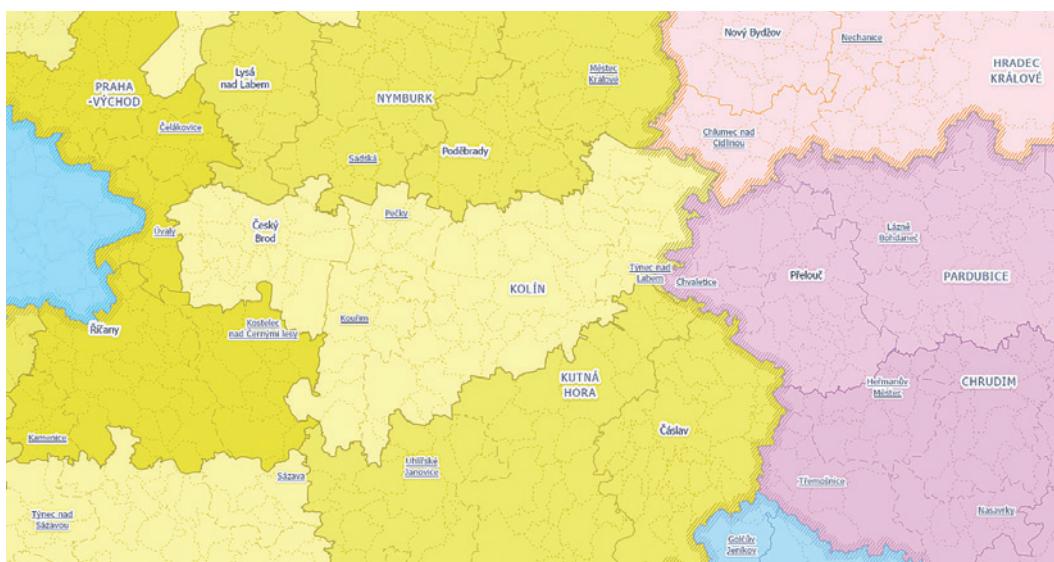 Nový Bydžov
Nechanice
HRADEC
KRÁLOVÉ
Městec
Králové
Lysá
nad Labem
PRAHA
-VÝCHOD
NYMBURK
Čelákovice
Chlumec nad
Cidlinou
Sadská
Poděbrady
Pečky
Český
Brod
Úvaly
Lázně
Bohdaneč
Týnec nad
Labem
Chvaletice
Přelouč
PARDUBICE
KOLÍN
Kouřim
Kostelec
nad Černými lesy
Říčany
KUTNÁ
HORA
Heřmanův
Městec
CHRUDIM
Čáslav
Kamenice
Uhlířské
Janovice
Sázava
Třemošnice
Týnec nad
Sázavou
Nasavrky
Golčův
Jeníkov